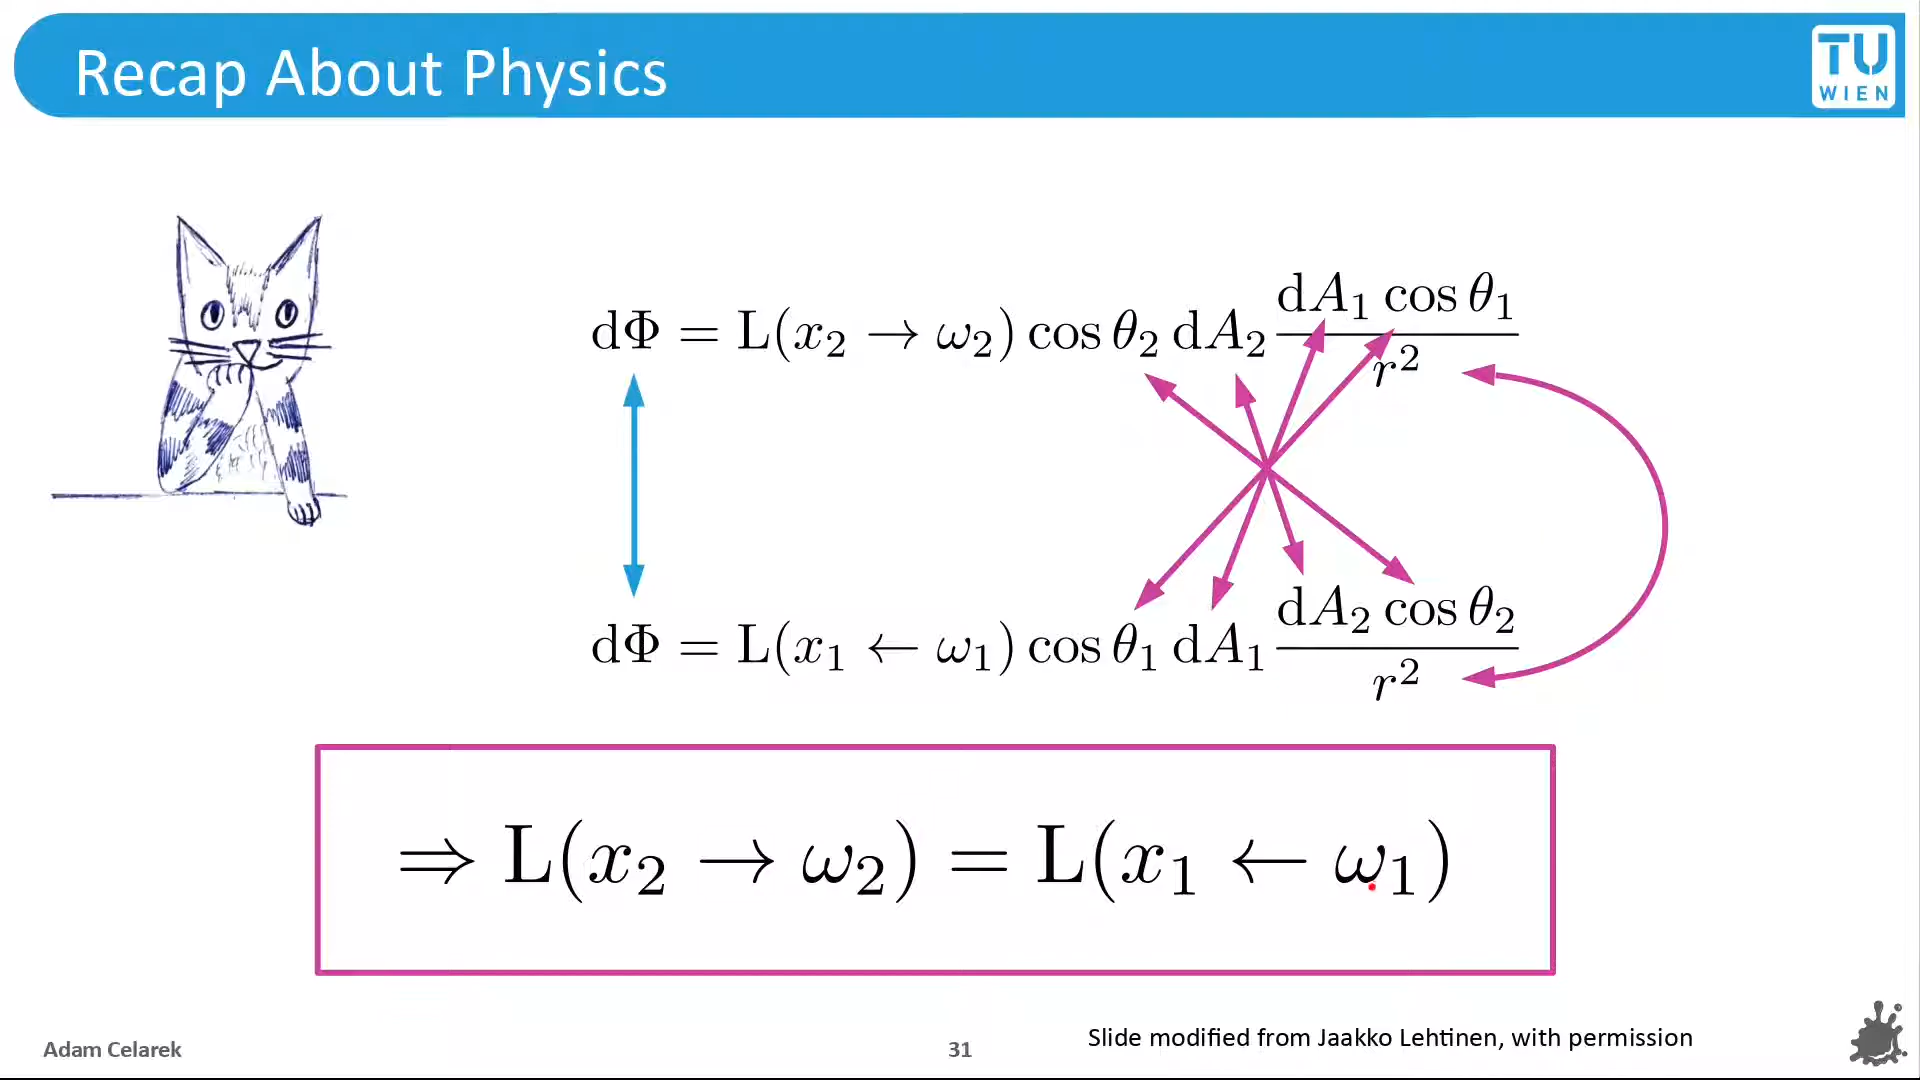 Recap About Physics
TU
WIEN
dΦ = L(x₂ → ω₂) cos θ₂ dA₂ dA₁ cos θ₁ / r²
dΦ = L(x₁ ← ω₁) cos θ₁ dA₁ dA₂ cos θ₂ / r²
⇒ L(x₂ → ω₂) = L(x₁ ← ω₁)
Adam Celarek
31
Slide modified from Jaakko Lehtinen, with permission